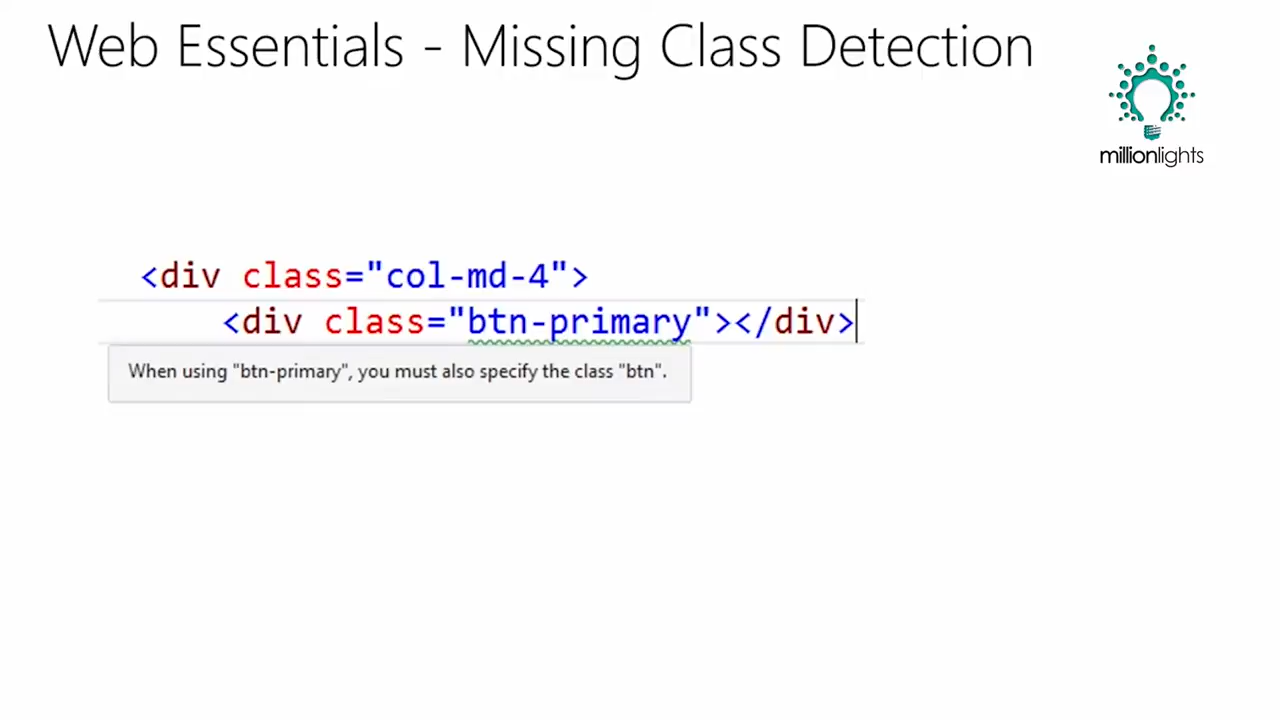 Web Essentials - Missing Class Detection
millionlights
<div class="col-md-4">
<div class="btn-primary"></div>
When using "btn-primary", you must also specify the class "btn".